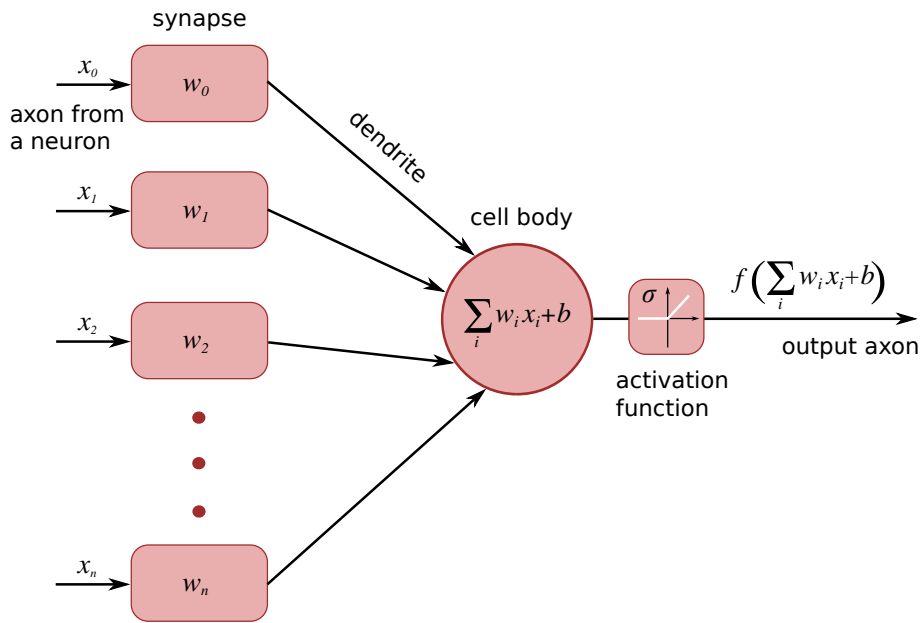 synapse
x₀
w₀
axon from
a neuron
dendrite
x₁
w₁
cell body
x₂
w₂
∑ᵢ wᵢ xᵢ+b
σ
f(∑ᵢ wᵢ xᵢ+b)
output axon
activation
function
xₙ
wₙ